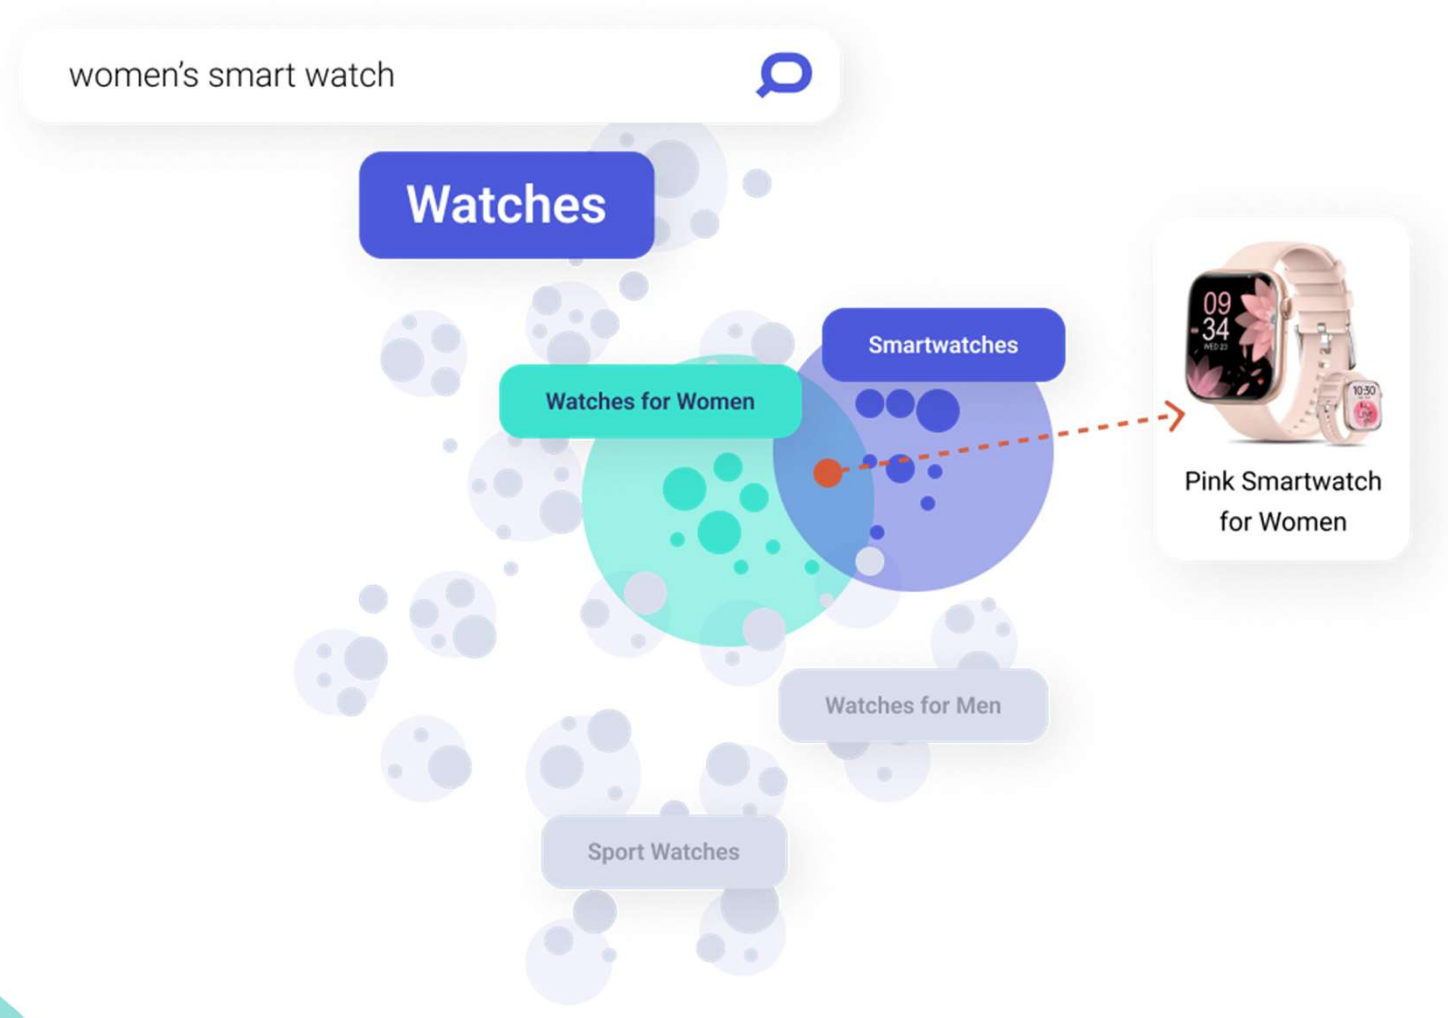 women's smart watch
Watches
Smartwatches
Watches for Women
09
34
WED 23
10:30
Pink Smartwatch
for Women
Watches for Men
Sport Watches